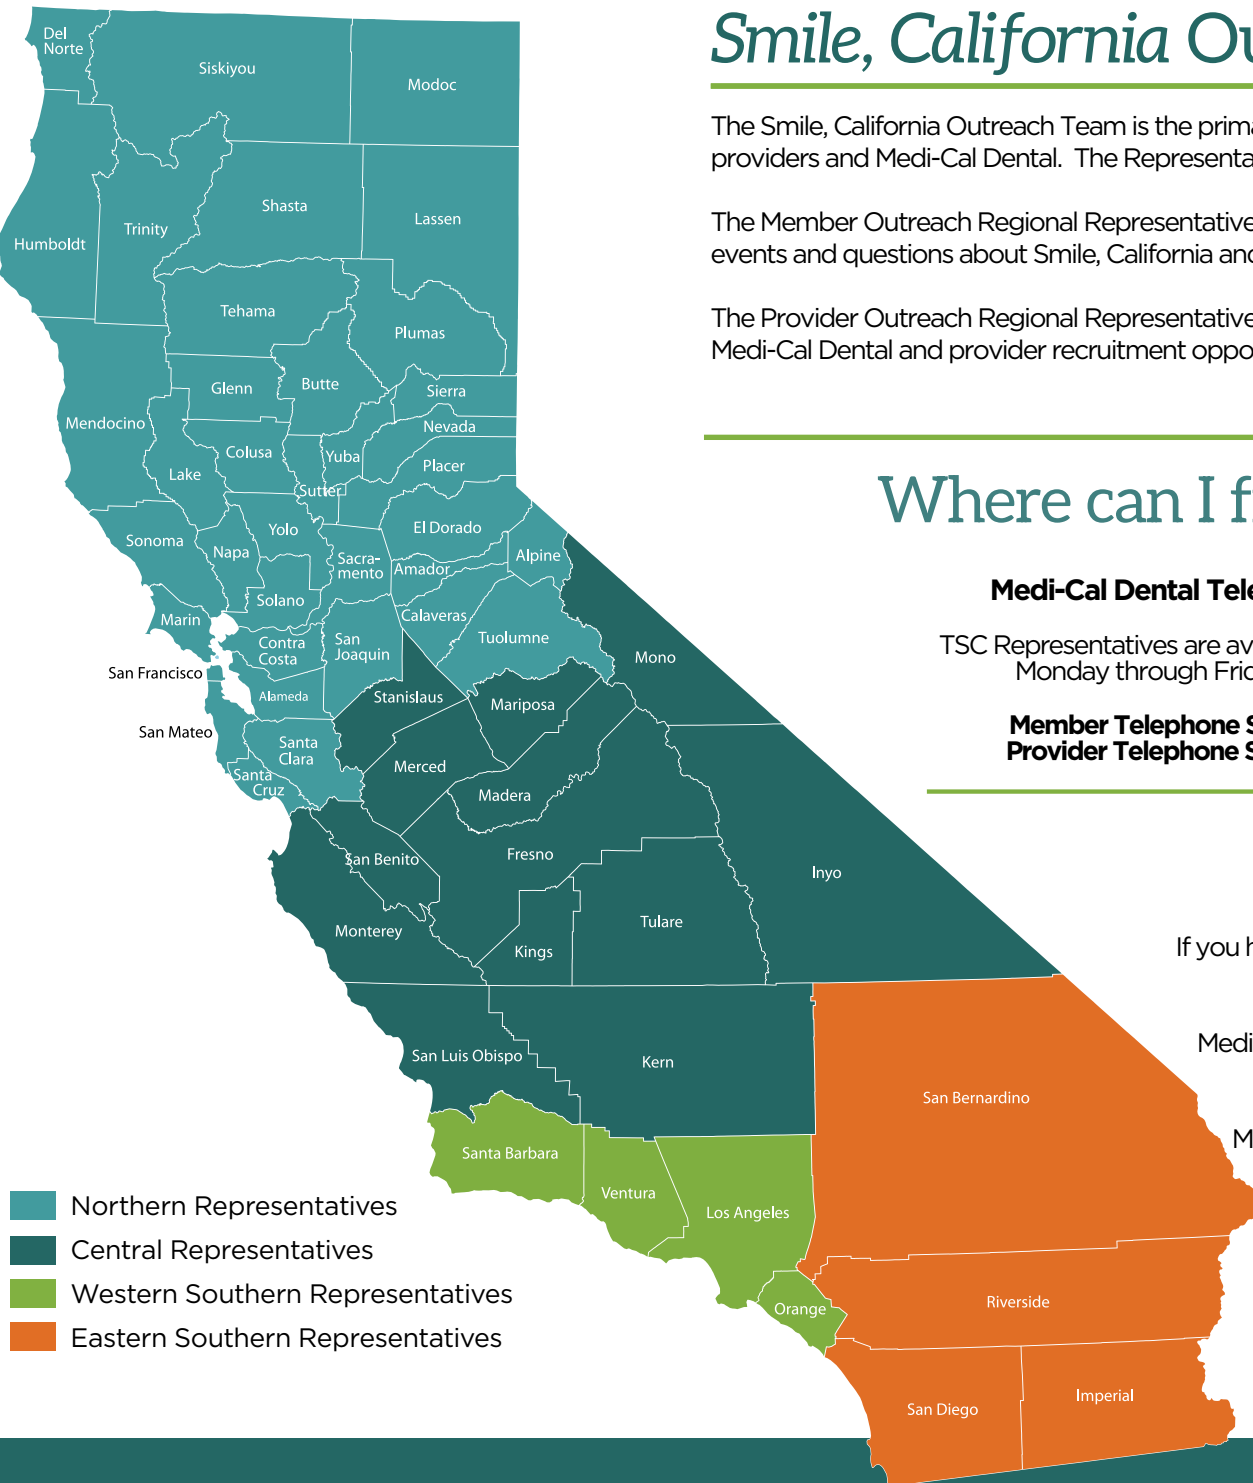 Smile, California Ou
The Smile, California Outreach Team is the prima
providers and Medi-Cal Dental. The Representa
The Member Outreach Regional Representative
events and questions about Smile, California and
The Provider Outreach Regional Representative
Medi-Cal Dental and provider recruitment oppo
Where can I fi
Medi-Cal Dental Tele
TSC Representatives are av
Monday through Frid
Member Telephone S
Provider Telephone S
If you h
Medi
M
Del
Norte
Siskiyou
Modoc
Humboldt
Trinity
Shasta
Lassen
Tehama
Plumas
Mendocino
Glenn
Butte
Sierra
Nevada
Lake
Colusa
Yuba
Placer
Sutter
Sonoma
Napa
Yolo
El Dorado
Alpine
Sacra-
mento
Amador
Solano
Marin
Calaveras
Contra
Costa
San
Joaquin
Tuolumne
Mono
San Francisco
Alameda
Stanislaus
Mariposa
San Mateo
Santa
Clara
Santa
Cruz
Merced
Madera
San Benito
Fresno
Inyo
Monterey
Kings
Tulare
San Luis Obispo
Kern
San Bernardino
Santa Barbara
Ventura
Los Angeles
Orange
Riverside
San Diego
Imperial
Northern Representatives
Central Representatives
Western Southern Representatives
Eastern Southern Representatives